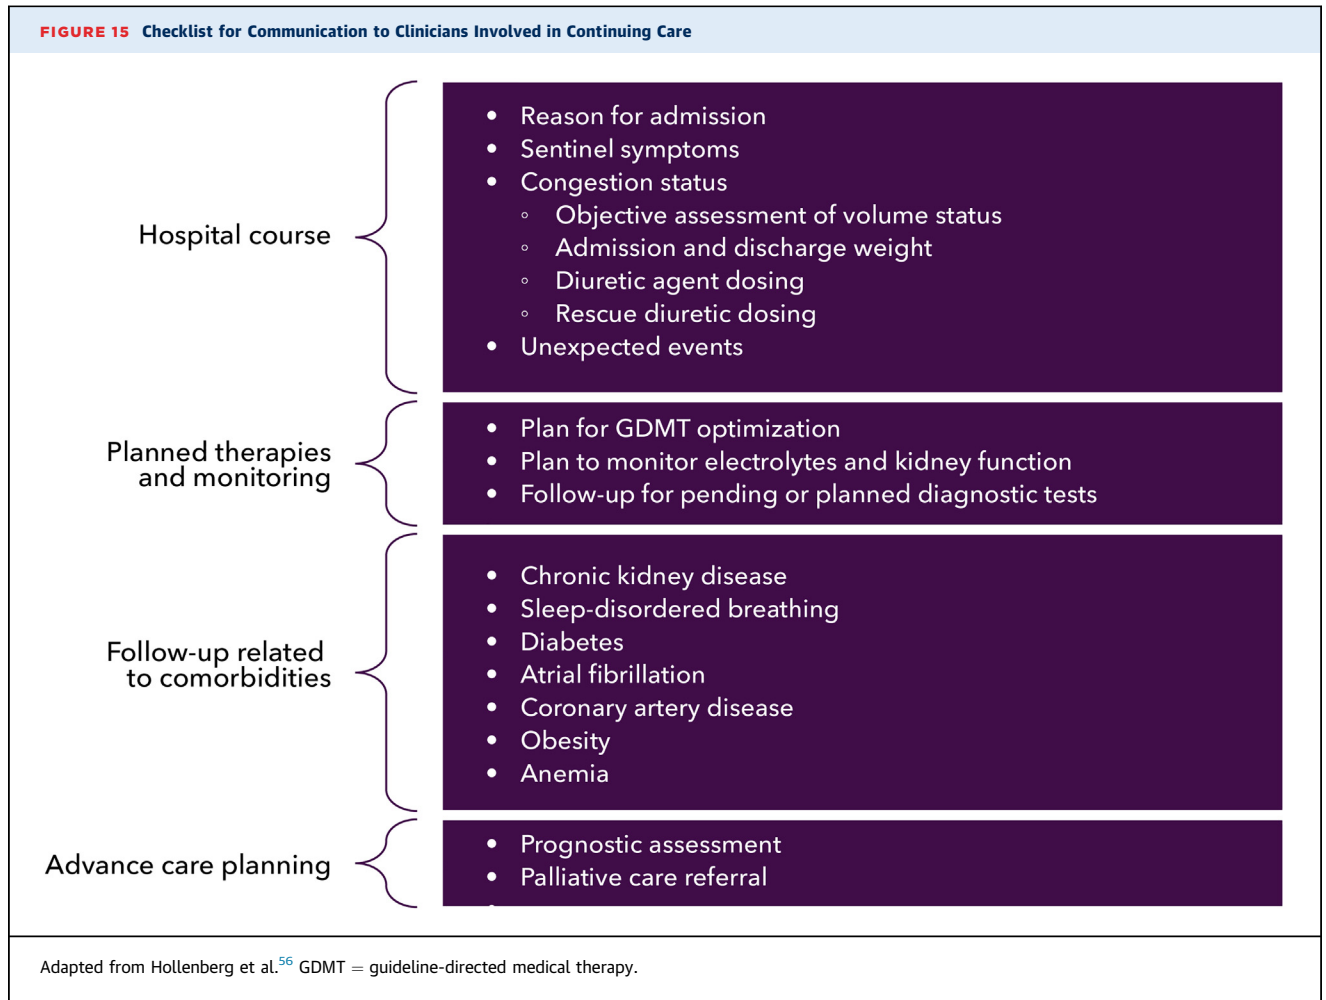 FIGURE 15 Checklist for Communication to Clinicians Involved in Continuing Care
Hospital course
• Reason for admission
• Sentinel symptoms
• Congestion status
◦ Objective assessment of volume status
◦ Admission and discharge weight
◦ Diuretic agent dosing
◦ Rescue diuretic dosing
• Unexpected events
Planned therapies
and monitoring
• Plan for GDMT optimization
• Plan to monitor electrolytes and kidney function
• Follow-up for pending or planned diagnostic tests
Follow-up related
to comorbidities
• Chronic kidney disease
• Sleep-disordered breathing
• Diabetes
• Atrial fibrillation
• Coronary artery disease
• Obesity
• Anemia
Advance care planning
• Prognostic assessment
• Palliative care referral
Adapted from Hollenberg et al.56 GDMT = guideline-directed medical therapy.